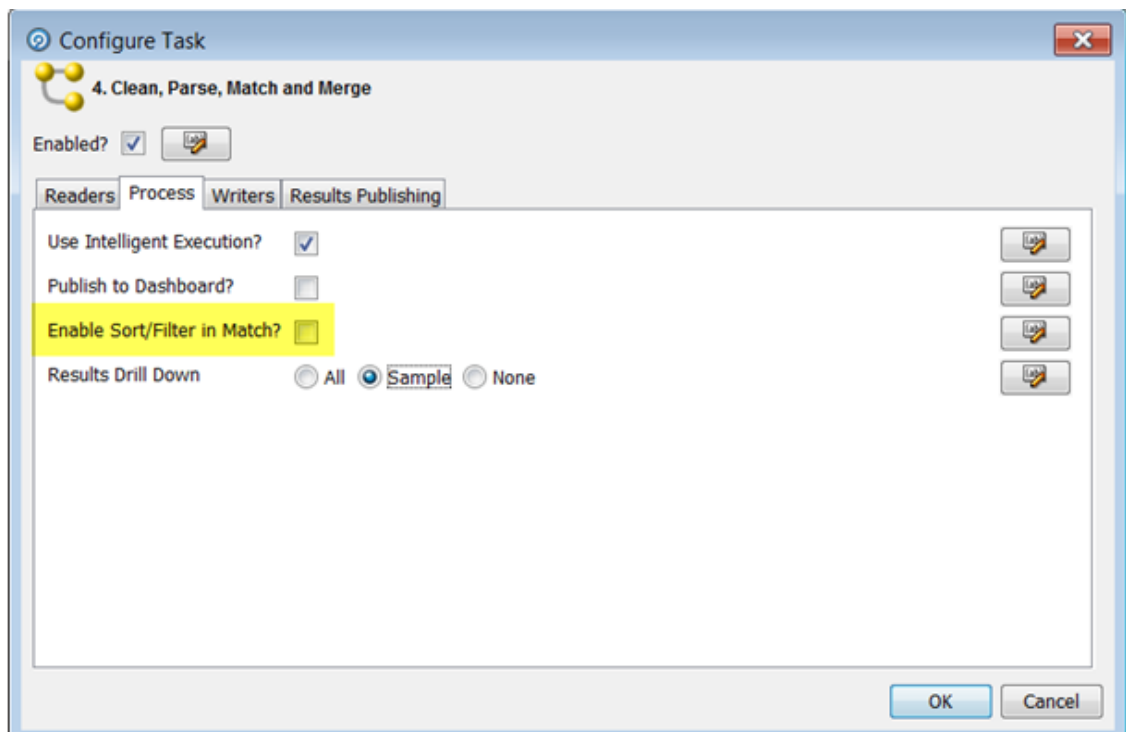 Configure Task
4. Clean, Parse, Match and Merge
Enabled?
Readers Process Writers Results Publishing
Use Intelligent Execution?
Publish to Dashboard?
Enable Sort/Filter in Match?
Results Drill Down All Sample None
OK Cancel